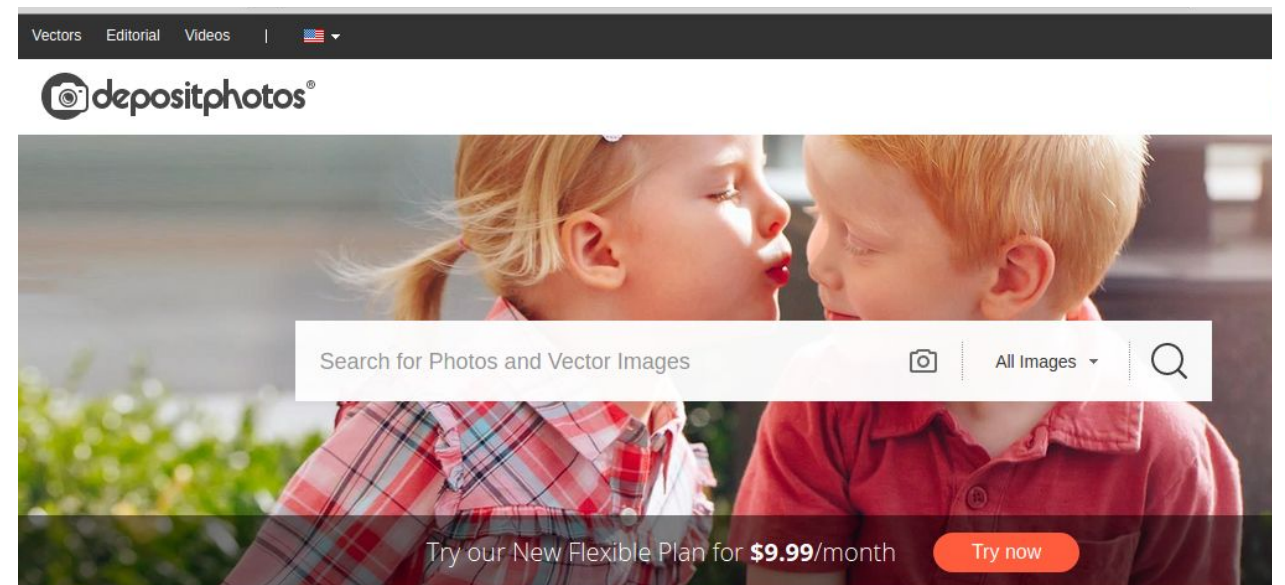 Vectors Editorial Videos |
depositphotos®
Search for Photos and Vector Images All Images
Try our New Flexible Plan for $9.99/month Try now